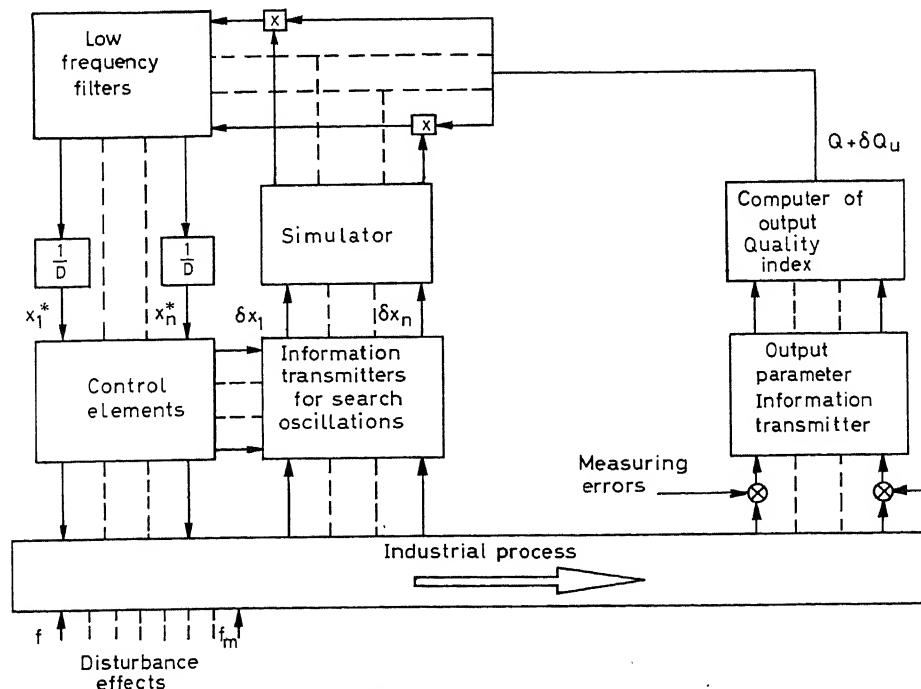 Low
frequency
filters
x
x
Q + δQu
Simulator
Computer of
output
Quality
index
1/D
1/D
x1*
xn*
δx1
δxn
Control
elements
Information
transmitters
for search
oscillations
Output
parameter
Information
transmitter
Measuring
errors
Industrial process
f
fm
Disturbance
effects